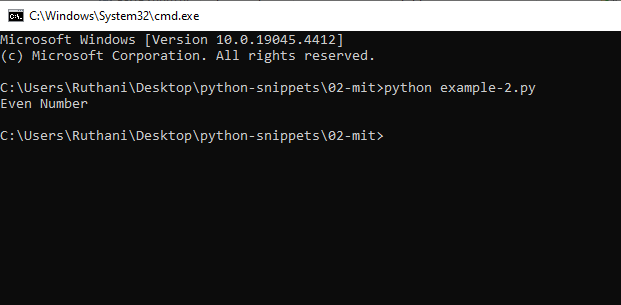 C:\Windows\System32\cmd.exe
Microsoft Windows [Version 10.0.19045.4412]
(c) Microsoft Corporation. All rights reserved.
C:\Users\Ruthani\Desktop\python-snippets\02-mit>python example-2.py
Even Number
C:\Users\Ruthani\Desktop\python-snippets\02-mit>